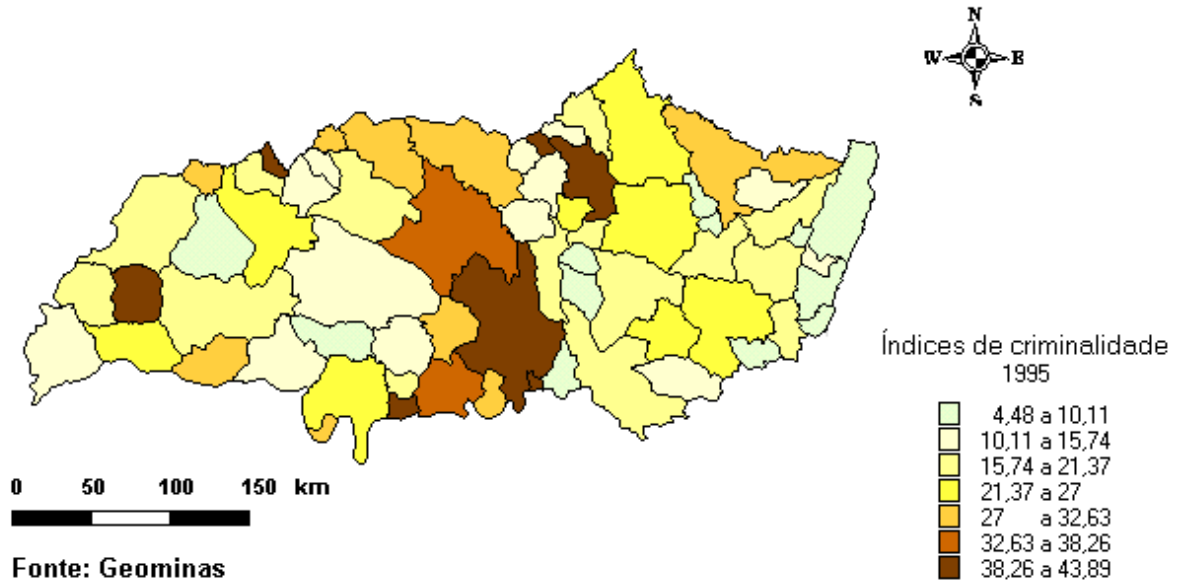 N
W E
S
Índices de criminalidade
1995
4,48 a 10,11
10,11 a 15,74
15,74 a 21,37
21,37 a 27
27 a 32,63
32,63 a 38,26
38,26 a 43,89
0 50 100 150 km
Fonte: Geominas